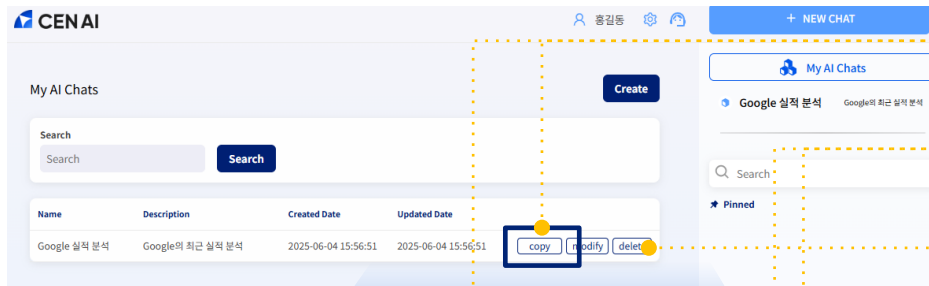 CEN AI
홍길동
+ NEW CHAT
My AI Chats
My AI Chats
Create
Google 실적 분석 Google의 최근 실적 분석
Search
Search Search
Search
Pinned
Name Description Created Date Updated Date
Google 실적 분석 Google의 최근 실적 분석 2025-06-04 15:56:51 2025-06-04 15:56:51 copy modify delete